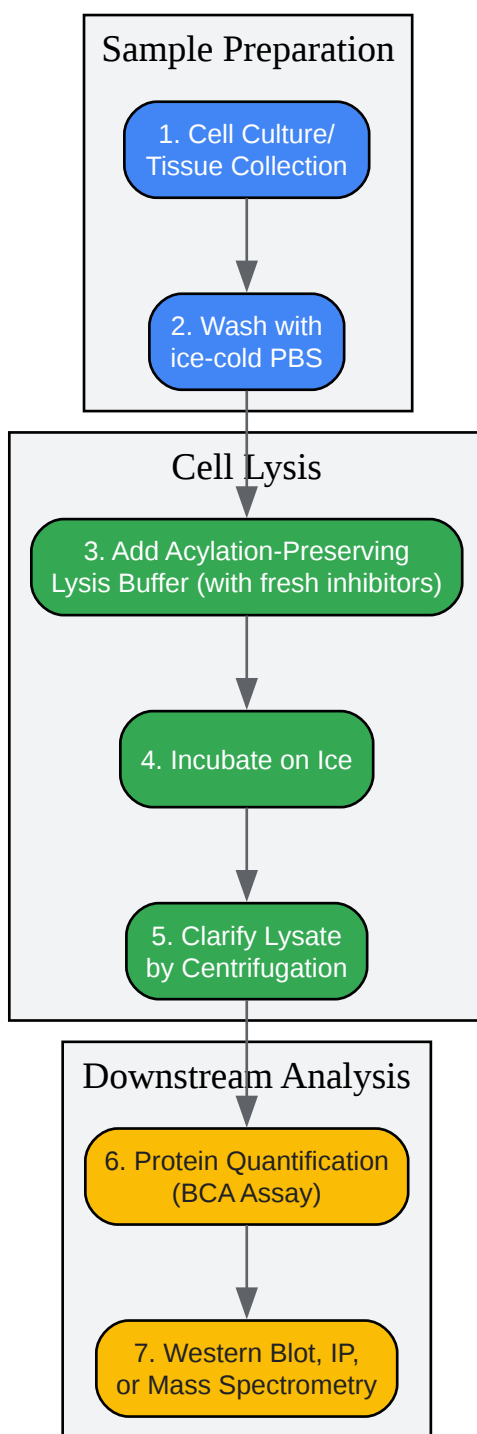 Sample Preparation
1. Cell Culture/
Tissue Collection
2. Wash with
ice-cold PBS
Cell Lysis
3. Add Acylation-Preserving
Lysis Buffer (with fresh inhibitors)
4. Incubate on Ice
5. Clarify Lysate
by Centrifugation
Downstream Analysis
6. Protein Quantification
(BCA Assay)
7. Western Blot, IP,
or Mass Spectrometry